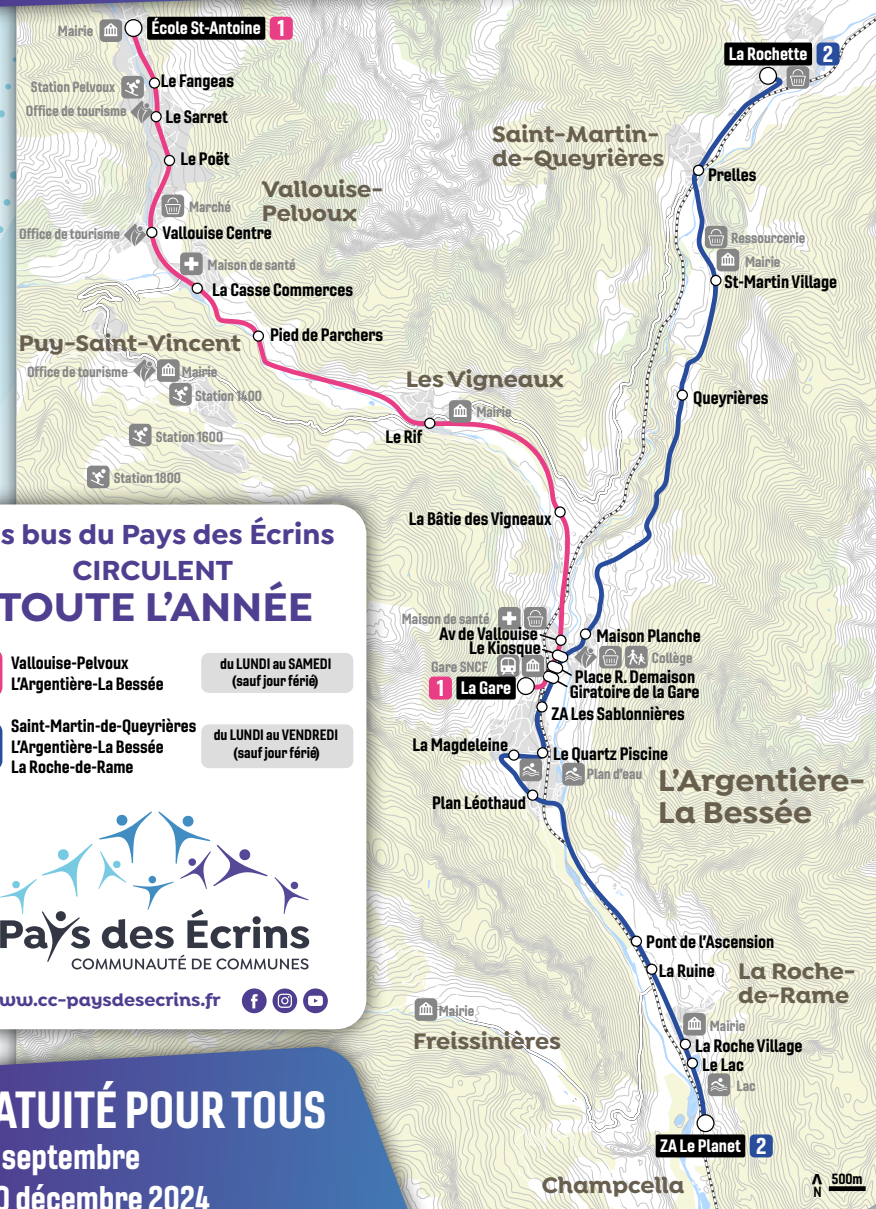 Mairie
École St-Antoine 1
Station Pelvoux
Le Fangeas
Office de tourisme
Le Sarret
Le Poët
Vallouise-
Pelvoux
Marché
Office de tourisme
Vallouise Centre
Maison de santé
La Casse Commerces
Pied de Parchers
Puy-Saint-Vincent
Office de tourisme
Mairie
Station 1400
Station 1600
Station 1800
Les Vigneaux
Mairie
Le Rif
La Bâtie des Vigneaux
La Rochette 2
Saint-Martin-
de-Queyrières
Prelles
Ressourcerie
Mairie
St-Martin Village
Queyrières
Maison de santé
Av de Vallouise
Maison Planche
Le Kiosque
Collège
Gare SNCF
Place R. Demaison
1 La Gare
Giratoire de la Gare
ZA Les Sablonnières
La Magdeleine
Le Quartz Piscine
Plan d'eau
L'Argentière-
La Bessée
Plan Léothaud
Pont de l'Ascension
La Ruine
La Roche-
de-Rame
Mairie
La Roche Village
Le Lac
Lac
Mairie
Freissinières
ZA Le Planet 2
Champcella
N
500m
s bus du Pays des Écrins
CIRCULENT
TOUTE L'ANNÉE
Vallouise-Pelvoux
L'Argentière-La Bessée
du LUNDI au SAMEDI
(sauf jour férié)
Saint-Martin-de-Queyrières
L'Argentière-La Bessée
La Roche-de-Rame
du LUNDI au VENDREDI
(sauf jour férié)
Pays des Écrins
COMMUNAUTÉ DE COMMUNES
ww.cc-paysdesecrins.fr
ATUITÉ POUR TOUS
septembre
0 décembre 2024